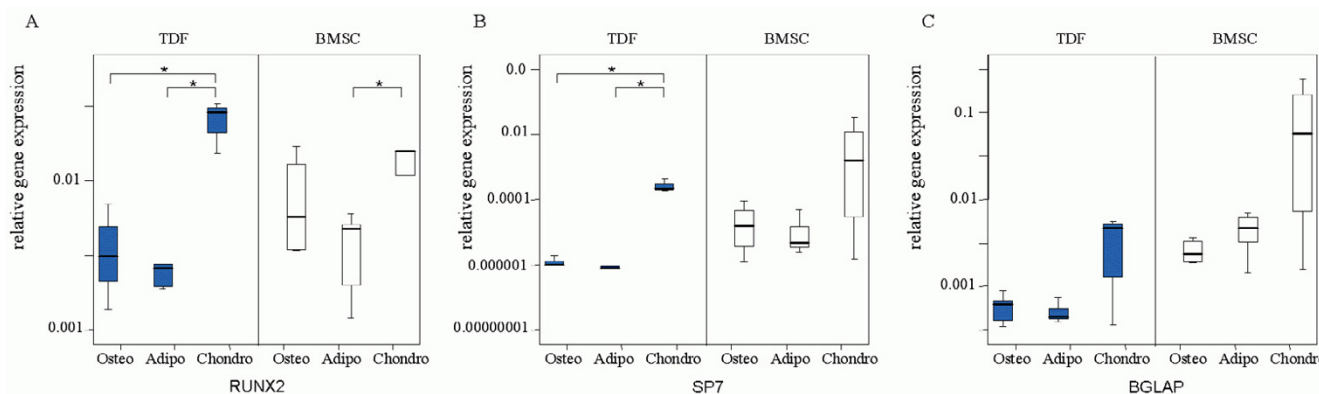 A
TDF BMSC
relative gene expression
0.01
0.001
* * *
Osteo Adipo Chondro Osteo Adipo Chondro
RUNX2
B
TDF BMSC
relative gene expression
0.0
0.01
0.0001
0.000001
0.00000001
* *
Osteo Adipo Chondro Osteo Adipo Chondro
SP7
C
TDF BMSC
relative gene expression
0.1
0.01
0.001
Osteo Adipo Chondro Osteo Adipo Chondro
BGLAP